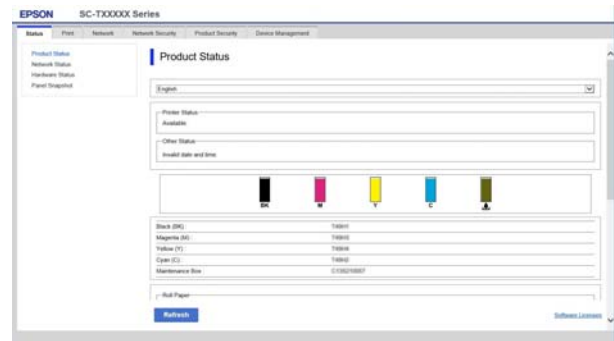 EPSON SC-TXXXXX Series
Status Print Network Network Security Product Security Device Management
Product Status
Network Status
Hardware Status
Panel Snapshot
Product Status
English
Printer Status
Available
Other Status
Invalid date and time.
BK M Y C
Black (BK) :
Magenta (M) :
Yellow (Y) :
Cyan (C) :
Maintenance Box
Roll Paper
Refresh
Software Licenses